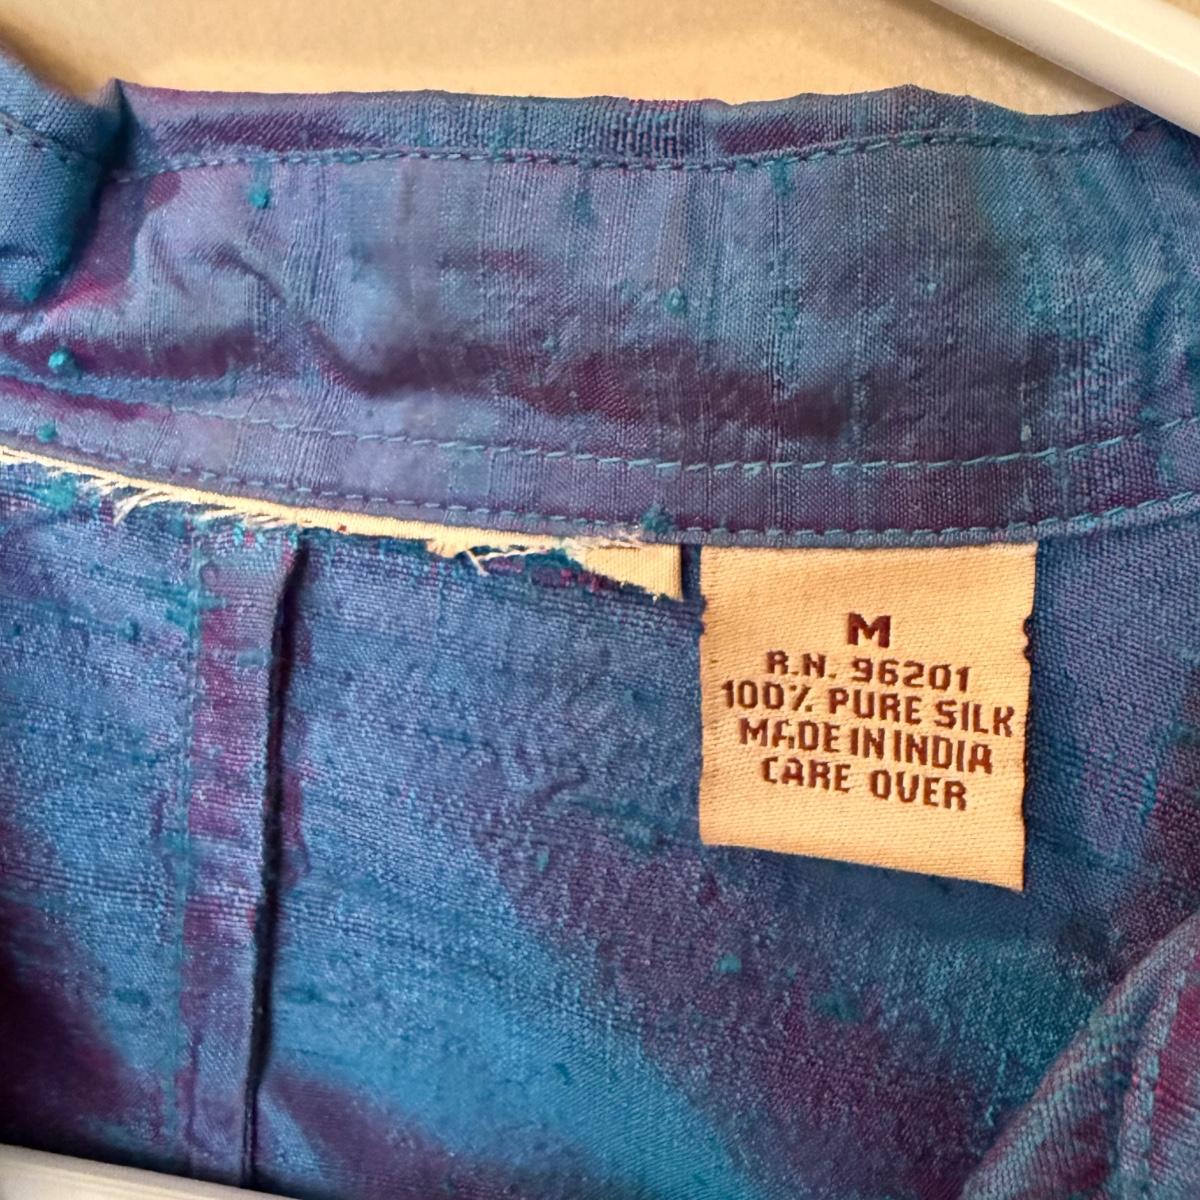 M
R.N. 96201
100% PURE SILK
MADE IN INDIA
CARE OVER